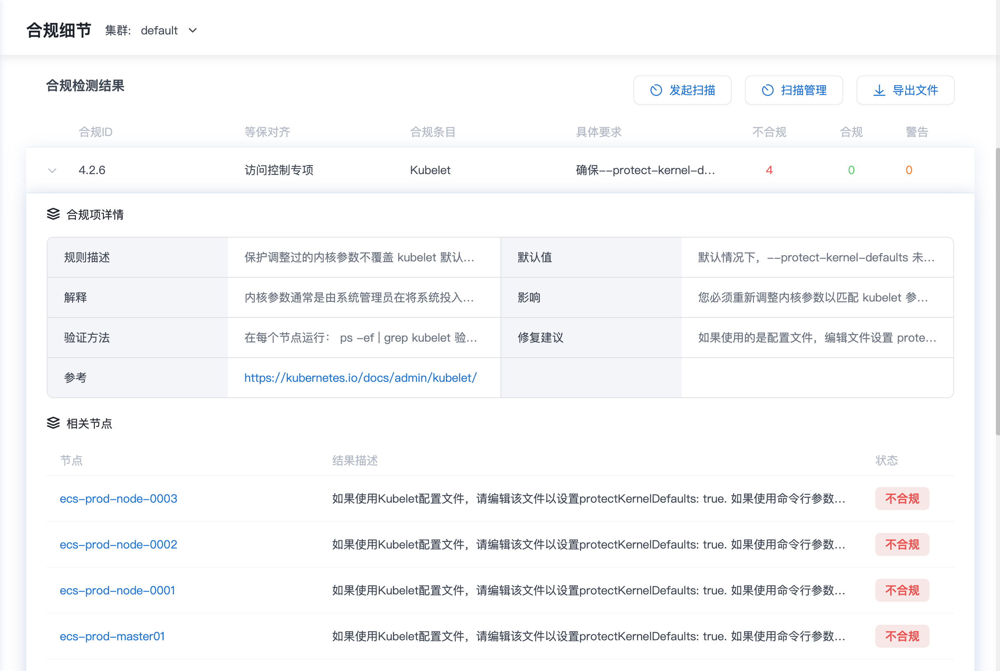 合规细节 集群: default
合规检测结果 发起扫描 扫描管理 导出文件
合规ID 等保对齐 合规条目 具体要求 不合规 合规 警告
4.2.6 访问控制专项 Kubelet 确保--protect-kernel-d... 4 0 0
合规项详情
规则描述 保护调整过的内核参数不覆盖 kubelet 默认... 默认值 默认情况下，--protect-kernel-defaults 未...
解释 内核参数通常是由系统管理员在将系统投入... 影响 您必须重新调整内核参数以匹配 kubelet 参...
验证方法 在每个节点运行： ps -ef | grep kubelet 验... 修复建议 如果使用的是配置文件，编辑文件设置 prote...
参考 https://kubernetes.io/docs/admin/kubelet/
相关节点
节点 结果描述 状态
ecs-prod-node-0003 如果使用Kubelet配置文件，请编辑该文件以设置protectKernelDefaults: true. 如果使用命令行参数... 不合规
ecs-prod-node-0002 如果使用Kubelet配置文件，请编辑该文件以设置protectKernelDefaults: true. 如果使用命令行参数... 不合规
ecs-prod-node-0001 如果使用Kubelet配置文件，请编辑该文件以设置protectKernelDefaults: true. 如果使用命令行参数... 不合规
ecs-prod-master01 如果使用Kubelet配置文件，请编辑该文件以设置protectKernelDefaults: true. 如果使用命令行参数... 不合规